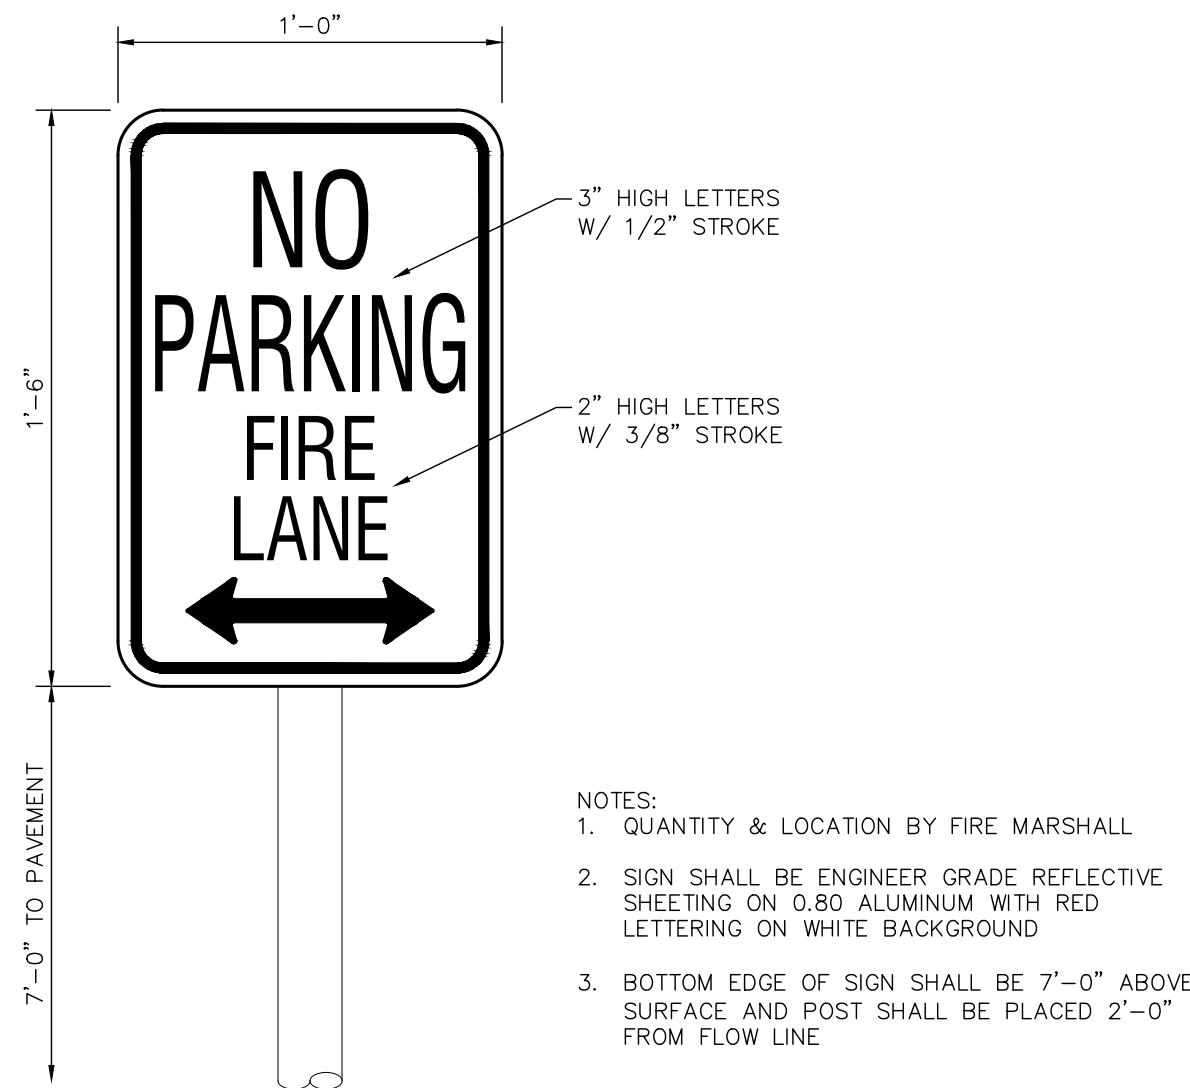 1'-0"
NO
PARKING
FIRE
LANE
3" HIGH LETTERS
W/ 1/2" STROKE
2" HIGH LETTERS
W/ 3/8" STROKE
1'-6"
7'-0" TO PAVEMENT
NOTES:
1. QUANTITY & LOCATION BY FIRE MARSHALL
2. SIGN SHALL BE ENGINEER GRADE REFLECTIVE
SHEETING ON 0.80 ALUMINUM WITH RED
LETTERING ON WHITE BACKGROUND
3. BOTTOM EDGE OF SIGN SHALL BE 7'-0" ABOVE
SURFACE AND POST SHALL BE PLACED 2'-0"
FROM FLOW LINE